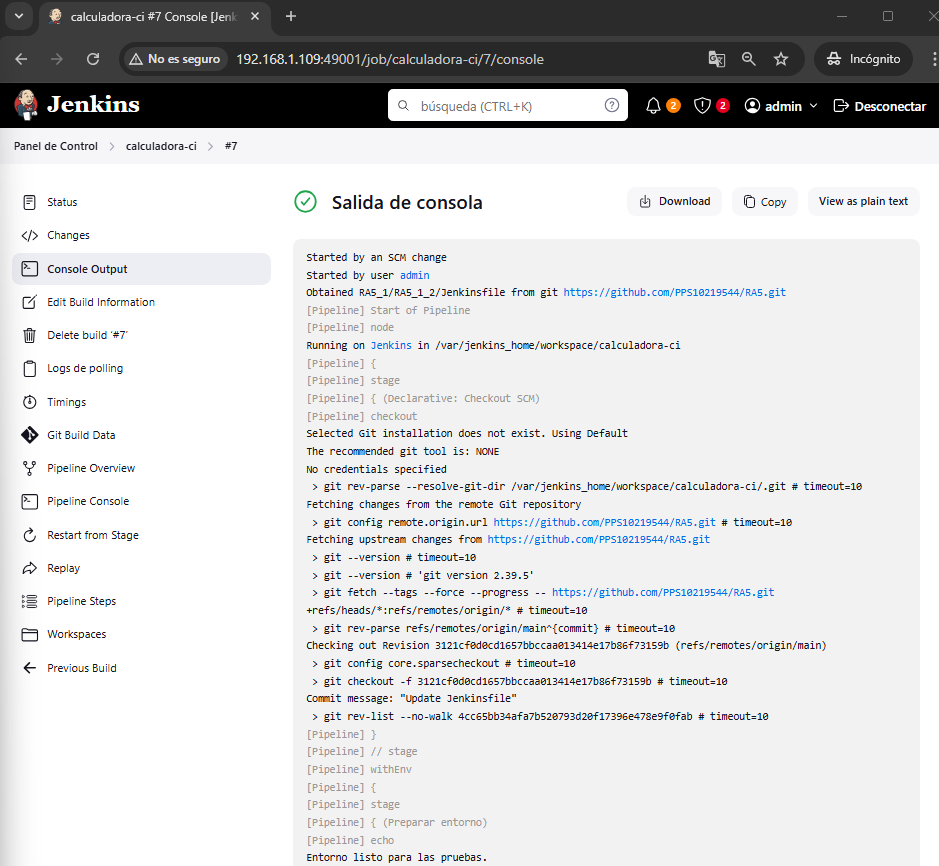 calculadora-ci #7 Console [Jenk
No es seguro
192.168.1.109:49001/job/calculadora-ci/7/console
Incógnito
Jenkins
búsqueda (CTRL+K)
2
2
admin
Desconectar
Panel de Control
calculadora-ci
#7
Status
Changes
Console Output
Edit Build Information
Delete build ‘#7’
Logs de polling
Timings
Git Build Data
Pipeline Overview
Pipeline Console
Restart from Stage
Replay
Pipeline Steps
Workspaces
Previous Build
Salida de consola
Download
Copy
View as plain text
Started by an SCM change
Started by user admin
Obtained RA5_1/RA5_1_2/Jenkinsfile from git https://github.com/PPS10219544/RA5.git
[Pipeline] Start of Pipeline
[Pipeline] node
Running on Jenkins in /var/jenkins_home/workspace/calculadora-ci
[Pipeline] {
[Pipeline] stage
[Pipeline] { (Declarative: Checkout SCM)
[Pipeline] checkout
Selected Git installation does not exist. Using Default
The recommended git tool is: NONE
No credentials specified
> git rev-parse --resolve-git-dir /var/jenkins_home/workspace/calculadora-ci/.git # timeout=10
Fetching changes from the remote Git repository
> git config remote.origin.url https://github.com/PPS10219544/RA5.git # timeout=10
Fetching upstream changes from https://github.com/PPS10219544/RA5.git
> git --version # timeout=10
> git --version # 'git version 2.39.5'
> git fetch --tags --force --progress -- https://github.com/PPS10219544/RA5.git
+refs/heads/*:refs/remotes/origin/* # timeout=10
> git rev-parse refs/remotes/origin/main^{commit} # timeout=10
Checking out Revision 3121cf0d0cd1657bbccaa013414e17b86f73159b (refs/remotes/origin/main)
> git config core.sparsecheckout # timeout=10
> git checkout -f 3121cf0d0cd1657bbccaa013414e17b86f73159b # timeout=10
Commit message: "Update Jenkinsfile"
> git rev-list --no-walk 4cc65bb34afa7b520793d20f17396e478e9f0fab # timeout=10
[Pipeline] }
[Pipeline] // stage
[Pipeline] withEnv
[Pipeline] {
[Pipeline] stage
[Pipeline] { (Preparar entorno)
[Pipeline] echo
Entorno listo para las pruebas.